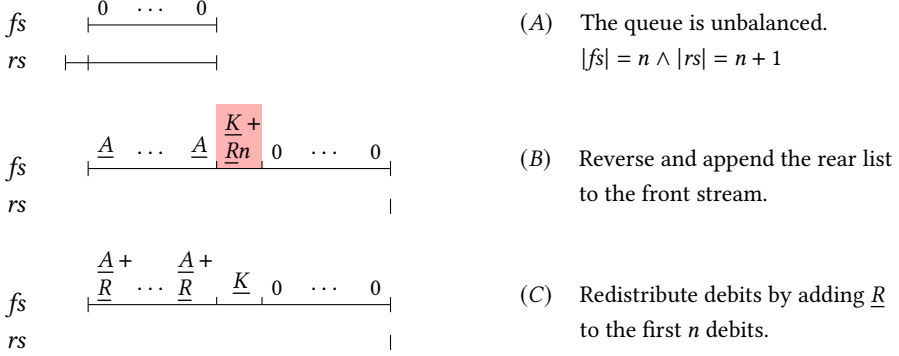 fs 0 ⋯ 0 (A) The queue is unbalanced.
rs |fs| = n ∧ |rs| = n + 1
K +
fs A ⋯ A Rn 0 ⋯ 0 (B) Reverse and append the rear list
rs to the front stream.
A + A +
fs R ⋯ R K 0 ⋯ 0 (C) Redistribute debits by adding R
rs to the first n debits.